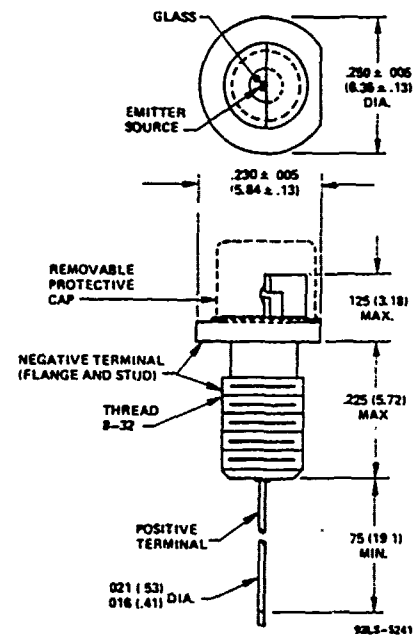 GLASS
EMITTER
SOURCE
.250 ± .005
(6.35 ± .13)
DIA.
.230 ± .005
(5.84 ± .13)
REMOVABLE
PROTECTIVE
CAP
125 (3.18)
MAX.
NEGATIVE TERMINAL
(FLANGE AND STUD)
THREAD
8-32
.225 (5.72)
MAX
POSITIVE
TERMINAL
75 (19 1)
MIN.
021 (.53)
016 (.41) DIA.
92LS-5241